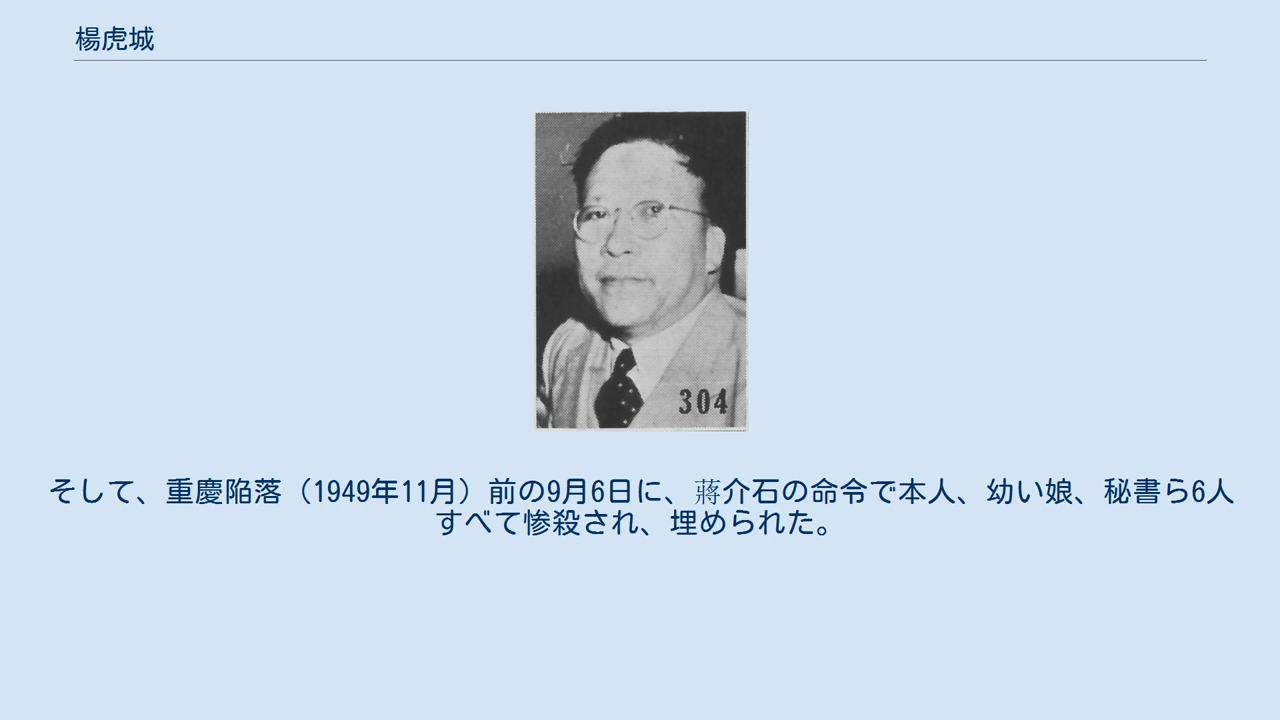 楊虎城
304
そして、重慶陥落（1949年11月）前の9月6日に、蔣介石の命令で本人、幼い娘、秘書ら6人
すべて惨殺され、埋められた。